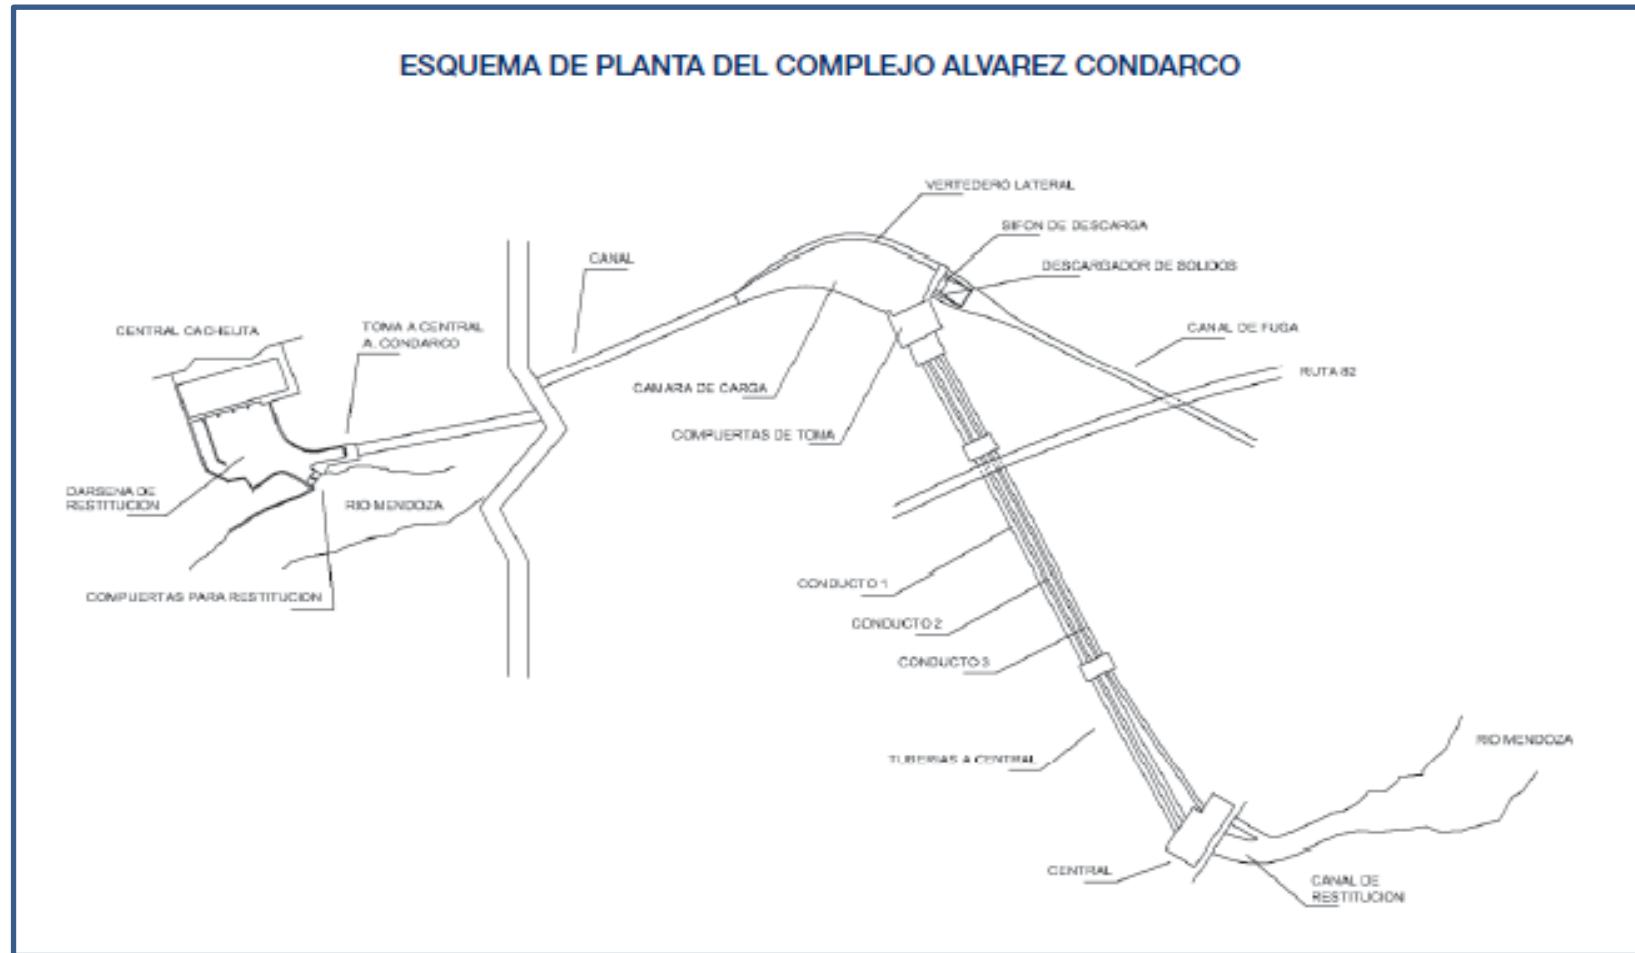 ESQUEMA DE PLANTA DEL COMPLEJO ALVAREZ CONDARCO
VERTEDERO LATERAL
SIFON DE DESCARGA
CANAL
DESCARGADOR DE SOLIDOS
CENTRAL CACHEUTA
TOMA A CENTRAL
A. CONDARCO
CANAL DE FUGA
CAMARA DE CARGA
RUTA 82
COMPUERTAS DE TOMA
DARSENA DE
RESTITUCION
RIO MENDOZA
CONDUCTO 1
COMPUERTAS PARA RESTITUCION
CONDUCTO 2
CONDUCTO 3
RIO MENDOZA
TUBERIAS A CENTRAL
CENTRAL
CANAL DE
RESTITUCION